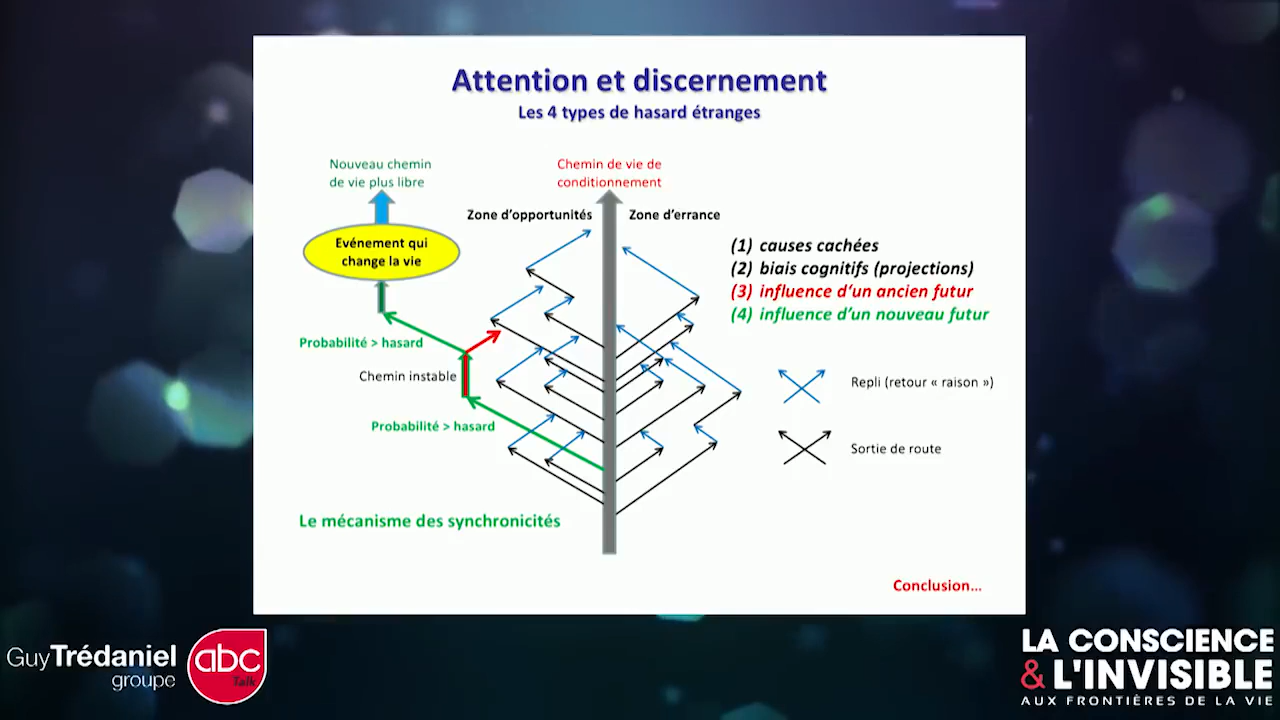 Attention et discernement
Les 4 types de hasard étranges
Nouveau chemin
de vie plus libre
Chemin de vie de
conditionnement
Zone d'opportunités
Zone d'errance
Evénement qui
change la vie
(1) causes cachées
(2) biais cognitifs (projections)
(3) influence d'un ancien futur
(4) influence d'un nouveau futur
Probabilité > hasard
Chemin instable
Probabilité > hasard
Repli (retour « raison »)
Sortie de route
Le mécanisme des synchronicités
Conclusion...
GuyTrédaniel
groupe
abc
Talk
LA CONSCIENCE
& L'INVISIBLE
AUX FRONTIÈRES DE LA VIE